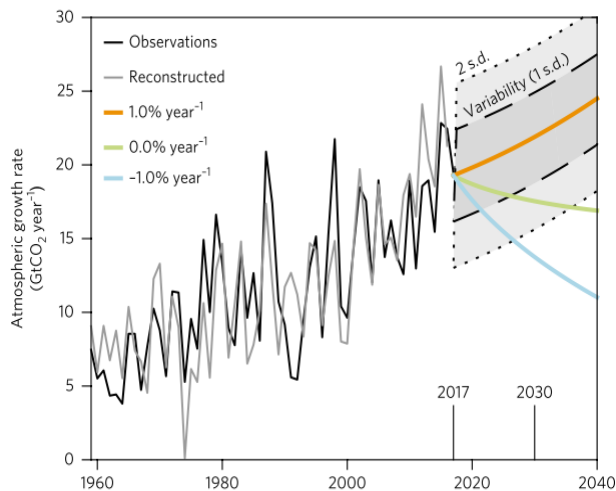 30
25
20
15
10
5
0
Atmospheric growth rate
(GtCO2 year⁻¹)
Observations
Reconstructed
1.0% year⁻¹
0.0% year⁻¹
–1.0% year⁻¹
2 s.d.
Variability (1 s.d.)
2017
2030
1960
1980
2000
2020
2040